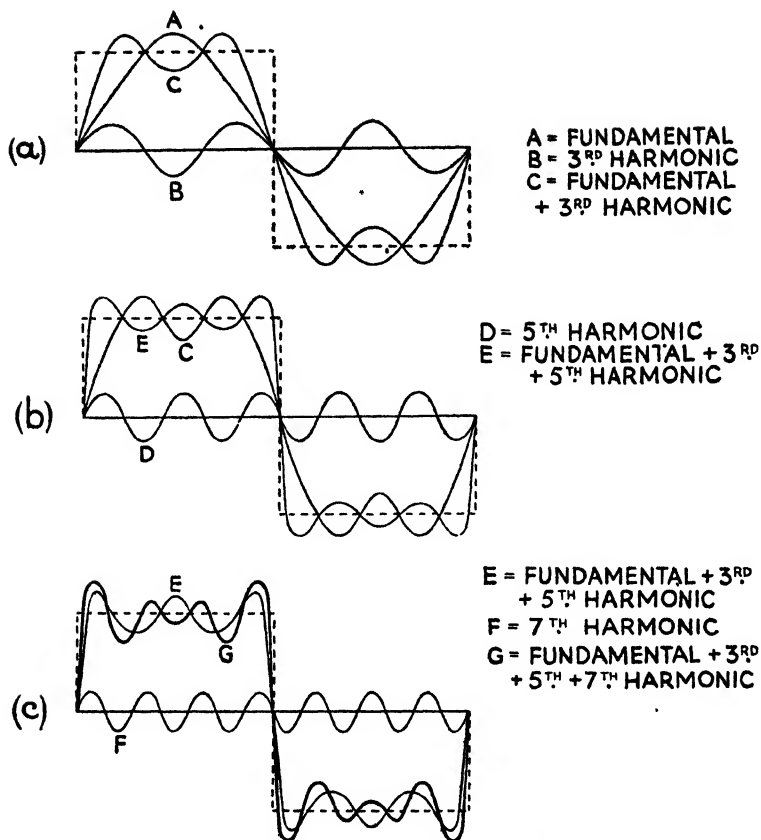 A
C
(a)
B
A = FUNDAMENTAL
B = 3RD HARMONIC
C = FUNDAMENTAL
+ 3RD HARMONIC
(b)
E C
D
D = 5TH HARMONIC
E = FUNDAMENTAL + 3RD
+ 5TH HARMONIC
(c)
E
G
F
E = FUNDAMENTAL + 3RD
+ 5TH HARMONIC
F = 7TH HARMONIC
G = FUNDAMENTAL + 3RD
+ 5TH + 7TH HARMONIC